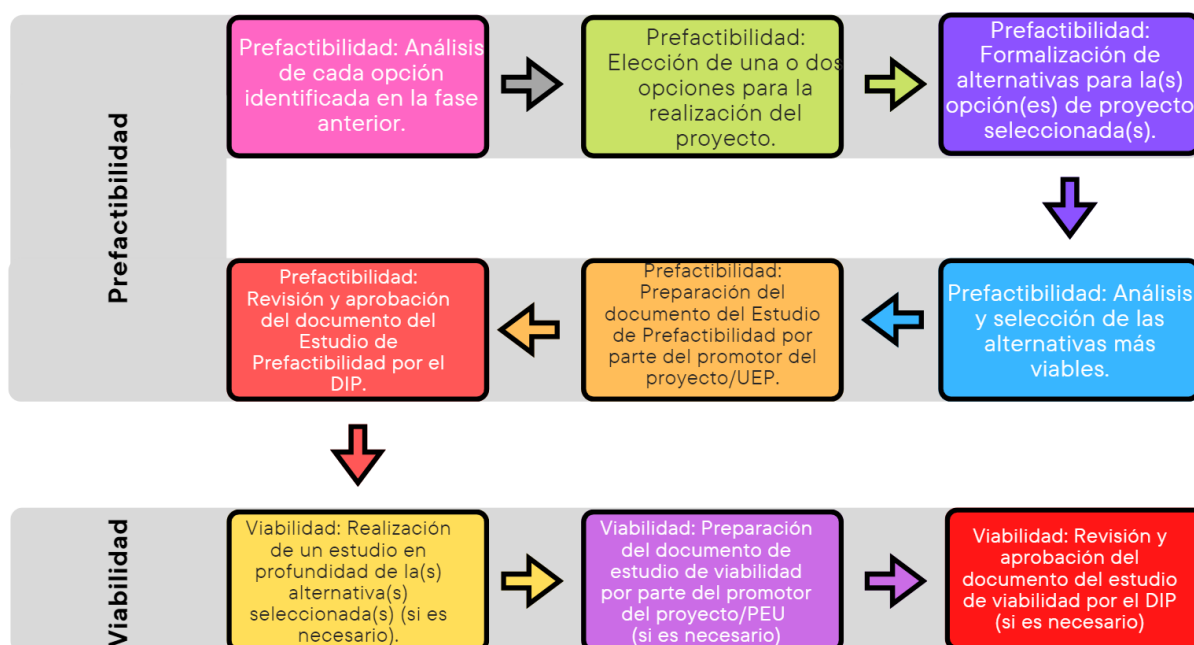 Prefactibilidad
Prefactibilidad: Análisis
de cada opción
identificada en la fase
anterior.
Prefactibilidad:
Elección de una o dos
opciones para la
realización del
proyecto.
Prefactibilidad:
Formalización de
alternativas para la(s)
opción(es) de proyecto
seleccionada(s).
Prefactibilidad: Análisis
y selección de las
alternativas más
viables.
Prefactibilidad:
Preparación del
documento del Estudio
de Prefactibilidad por
parte del promotor del
proyecto/UEP.
Prefactibilidad:
Revisión y aprobación
del documento del
Estudio de
Prefactibilidad por el
DIP.
Viabilidad
Viabilidad: Realización
de un estudio en
profundidad de la(s)
alternativa(s)
seleccionada(s) (si es
necesario).
Viabilidad: Preparación
del documento de
estudio de viabilidad
por parte del promotor
del proyecto/PEU
(si es necesario)
Viabilidad: Revisión y
aprobación del
documento del estudio
de viabilidad por el DIP
(si es necesario)